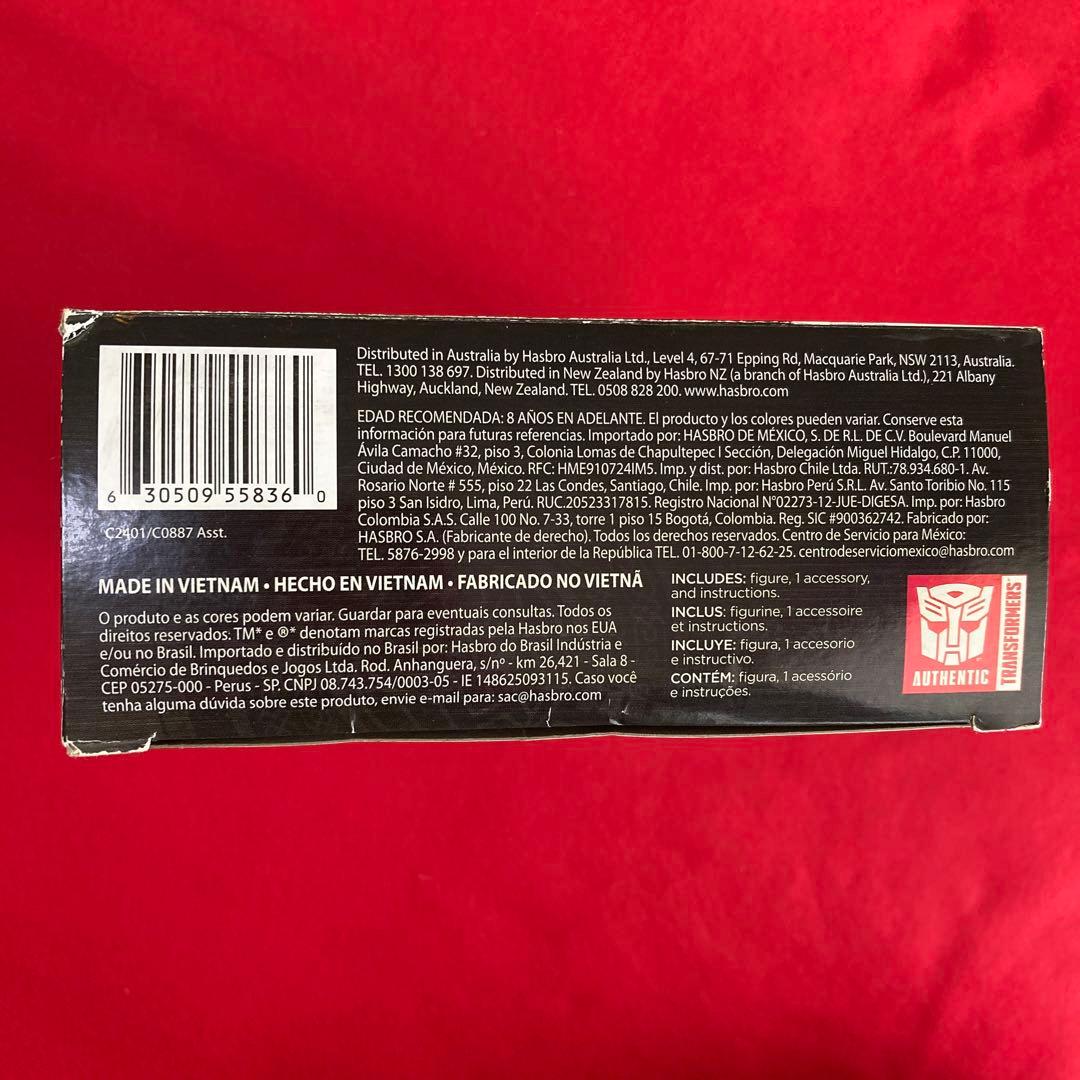 6 30509 55836 0
C2401/C0887 Asst.
Distributed in Australia by Hasbro Australia Ltd., Level 4, 67-71 Epping Rd, Macquarie Park, NSW 2113, Australia.
TEL. 1300 138 697. Distributed in New Zealand by Hasbro NZ (a branch of Hasbro Australia Ltd.), 221 Albany
Highway, Auckland, New Zealand. TEL. 0508 828 200. www.hasbro.com
EDAD RECOMENDADA: 8 AÑOS EN ADELANTE. El producto y los colores pueden variar. Conserve esta
información para futuras referencias. Importado por: HASBRO DE MÉXICO, S. DE R.L. DE C.V. Boulevard Manuel
Ávila Camacho #32, piso 3, Colonia Lomas de Chapultepec I Sección, Delegación Miguel Hidalgo, C.P. 11000,
Ciudad de México, México. RFC: HME910724IM5. Imp. y dist. por: Hasbro Chile Ltda. RUT.:78.934.680-1. Av.
Rosario Norte # 555, piso 22 Las Condes, Santiago, Chile. Imp. por: Hasbro Perú S.R.L. Av. Santo Toribio No. 115
piso 3 San Isidro, Lima, Perú. RUC.20523317815. Registro Nacional N°02273-12-JUE-DIGESA. Imp. por: Hasbro
Colombia S.A.S. Calle 100 No. 7-33, torre 1 piso 15 Bogotá, Colombia. Reg. SIC #900362742. Fabricado por:
HASBRO S.A. (Fabricante de derecho). Todos los derechos reservados. Centro de Servicio para México:
TEL. 5876-2998 y para el interior de la República TEL. 01-800-7-12-62-25. centrodeserviciomexico@hasbro.com
MADE IN VIETNAM • HECHO EN VIETNAM • FABRICADO NO VIETNÃ
O produto e as cores podem variar. Guardar para eventuais consultas. Todos os
direitos reservados. TM* e ®* denotam marcas registradas pela Hasbro nos EUA
e/ou no Brasil. Importado e distribuído no Brasil por: Hasbro do Brasil Indústria e
Comércio de Brinquedos e Jogos Ltda. Rod. Anhanguera, s/nº - km 26,421 - Sala 8 -
CEP 05275-000 - Perus - SP. CNPJ 08.743.754/0003-05 - IE 148625093115. Caso você
tenha alguma dúvida sobre este produto, envie e-mail para: sac@hasbro.com
INCLUDES: figure, 1 accessory,
and instructions.
INCLUS: figurine, 1 accessoire
et instructions.
INCLUYE: figura, 1 accesorio
e instructivo.
CONTÉM: figura, 1 acessório
e instruções.
AUTHENTIC
TRANSFORMERS